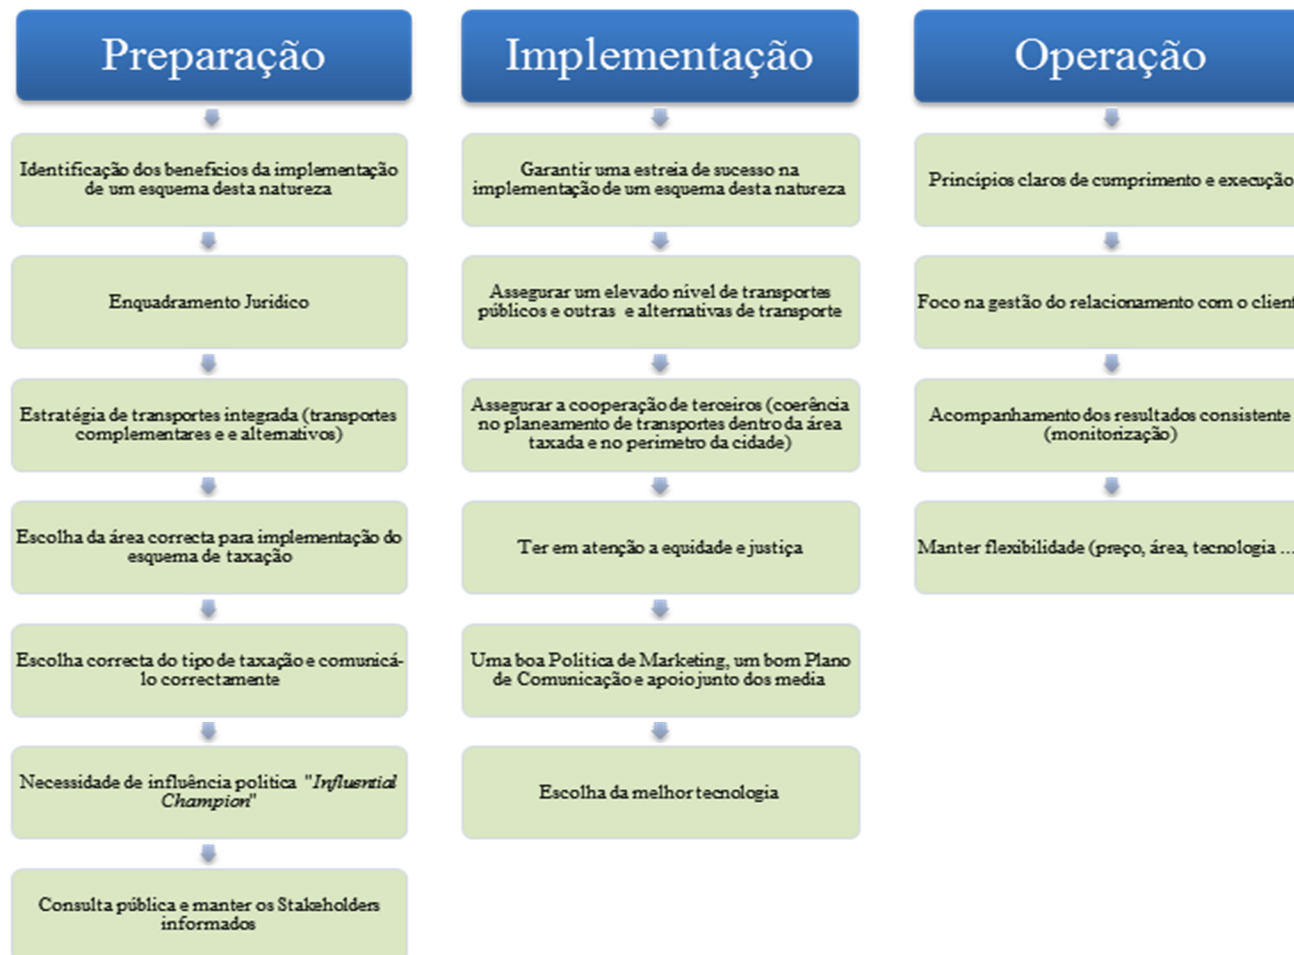 Preparação
Identificação dos beneficios da implementação
de um esquema desta natureza
Enquadramento Juridico
Estratégia de transportes integrada (transportes
complementares e e alternativos)
Escolha da área correcta para implementação do
esquema de taxação
Escolha correcta do tipo de taxação e comunicá-
lo correctamente
Necessidade de influência politica "Influential
Champion"
Consulta pública e manter os Stakeholders
informados
Implementação
Garantir uma estreia de sucesso na
implementação de um esquema desta natureza
Assegurar um elevado nível de transportes
públicos e outras e alternativas de transporte
Assegurar a cooperação de terceiros (coerência
no planeamento de transportes dentro da área
taxada e no perimetro da cidade)
Ter em atenção a equidade e justiça
Uma boa Politica de Marketing, um bom Plano
de Comunicação e apoio junto dos media
Escolha da melhor tecnologia
Operação
Princípios claros de cumprimento e execução
Foco na gestão do relacionamento com o client
Acompanhamento dos resultados consistente
(monitorização)
Manter flexibilidade (preço, área, tecnologia ...